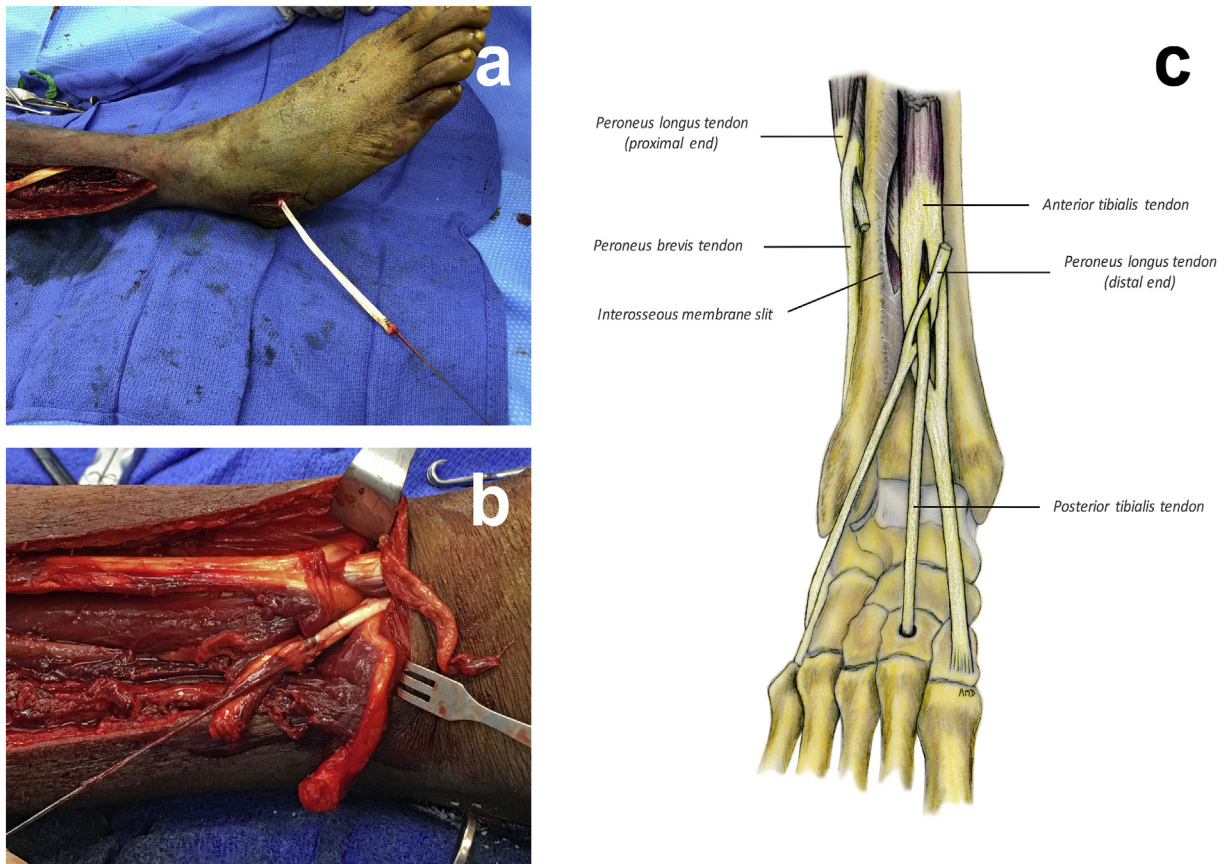 a
b
c
Peroneus longus tendon
(proximal end)
Peroneus brevis tendon
Interosseous membrane slit
Anterior tibialis tendon
Peroneus longus tendon
(distal end)
Posterior tibialis tendon
AMD